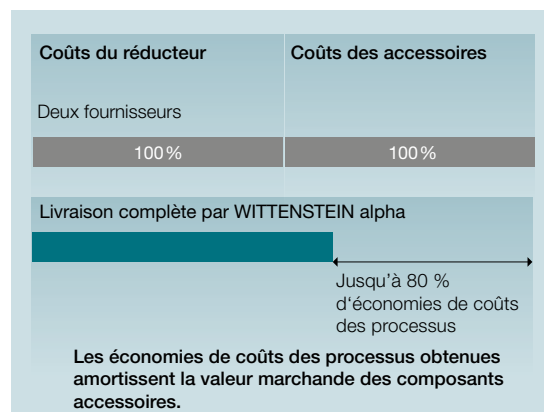 Coûts du réducteur
Coûts des accessoires
Deux fournisseurs
100 %
100 %
Livraison complète par WITTENSTEIN alpha
Jusqu'à 80 %
d'économies de coûts
des processus
Les économies de coûts des processus obtenues
amortissent la valeur marchande des composants
accessoires.